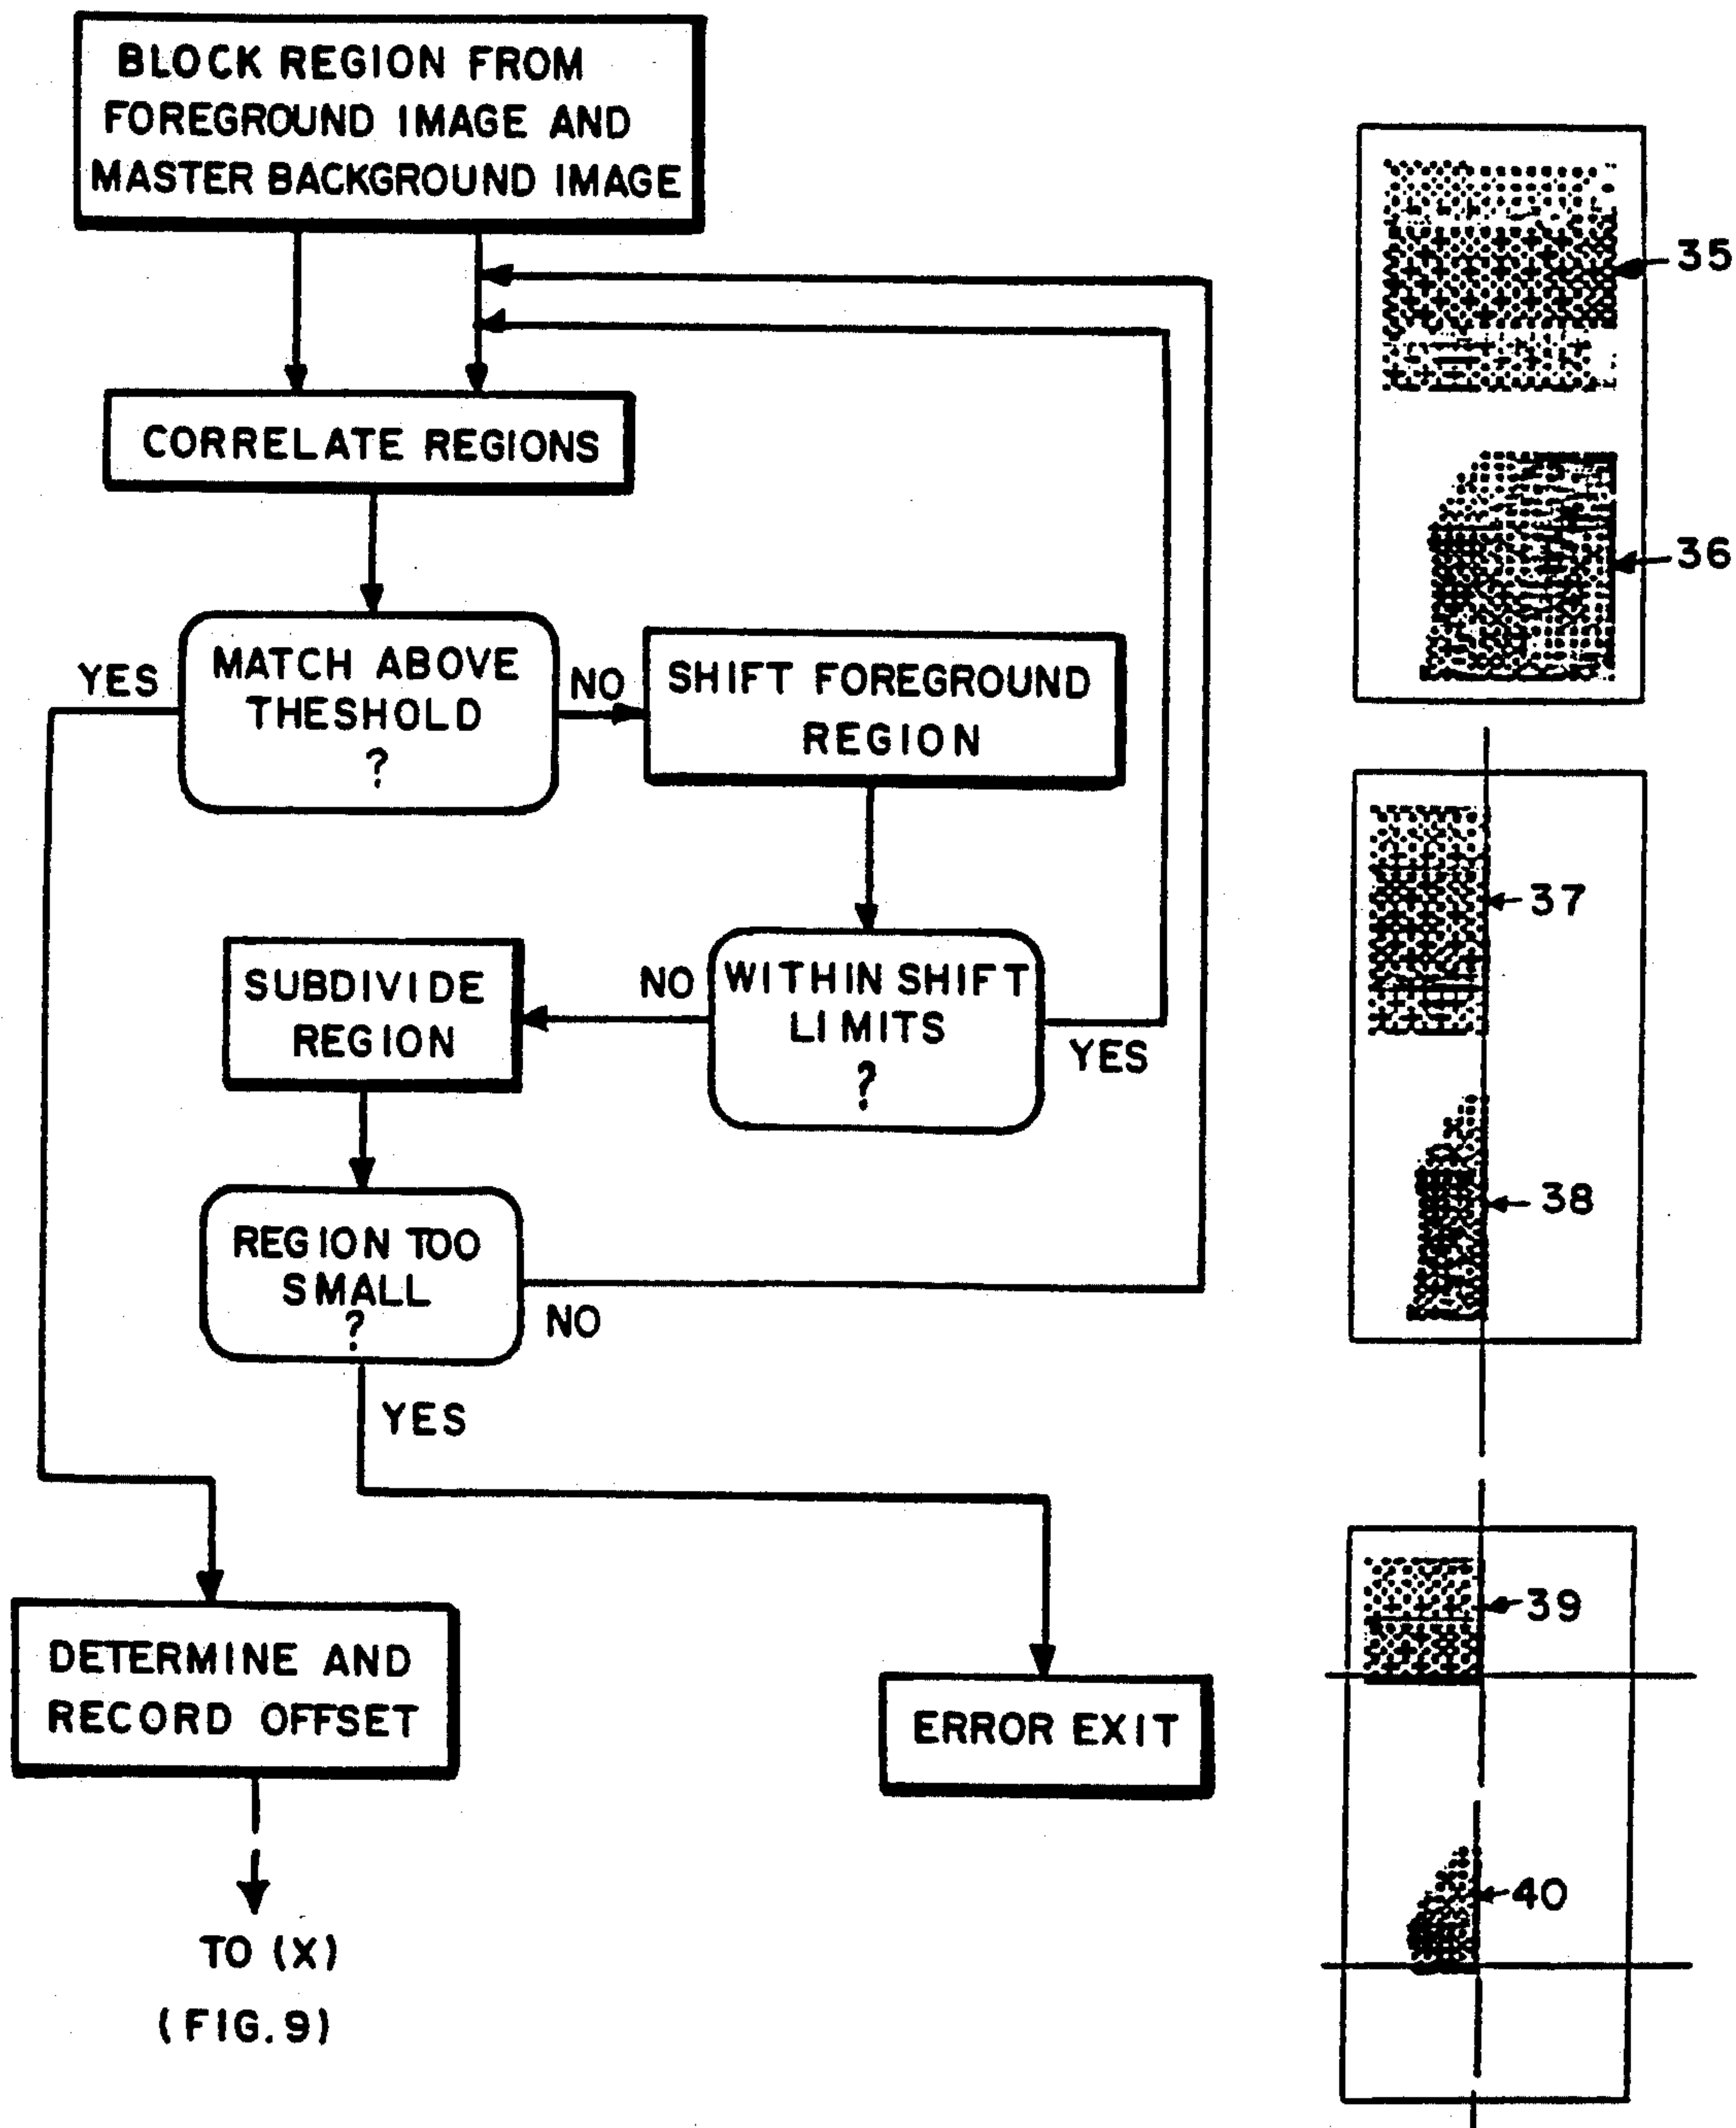 BLOCK REGION FROM
FOREGROUND IMAGE AND
MASTER BACKGROUND IMAGE
CORRELATE REGIONS
YES
MATCH ABOVE
THESHOLD
?
NO
SHIFT FOREGROUND
REGION
SUBDIVIDE
REGION
NO
WITHIN SHIFT
LIMITS
?
YES
REGION TOO
SMALL
?
NO
YES
DETERMINE AND
RECORD OFFSET
ERROR EXIT
TO (X)
(FIG.9)
35
36
37
38
39
40